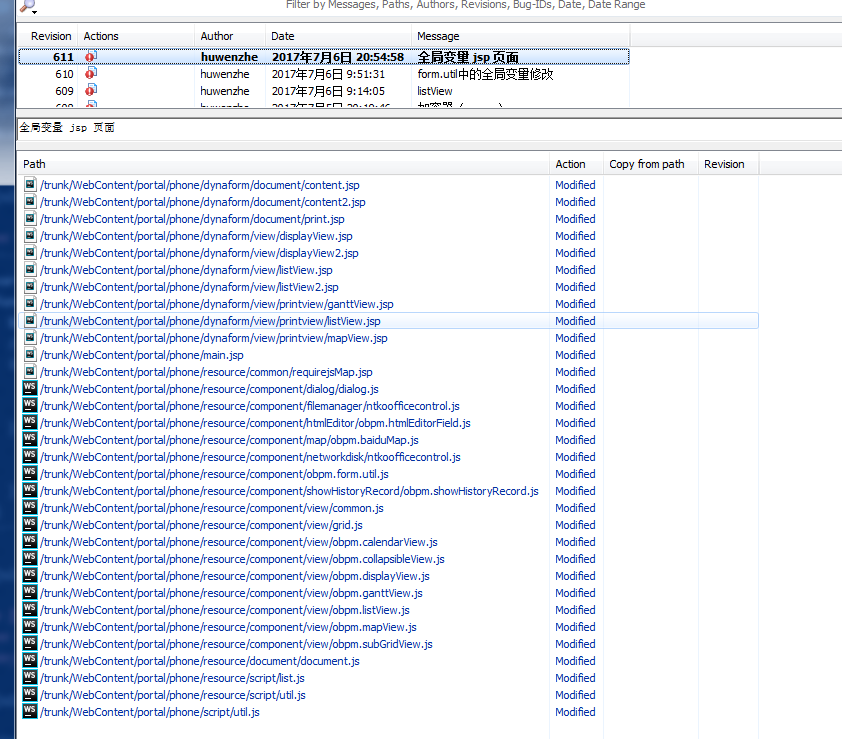 Filter by Messages, Paths, Authors, Revisions, Bug-IDs, Date, Date Range
Revision Actions Author Date Message
611 huwenzhe 2017年7月6日 20:54:58 全局变量 jsp 页面
610 huwenzhe 2017年7月6日 9:51:31 form.util中的全局变量修改
609 huwenzhe 2017年7月6日 9:14:05 listView
全局变量 jsp 页面
Path Action Copy from path Revision
/trunk/WebContent/portal/phone/dynaform/document/content.jsp Modified
/trunk/WebContent/portal/phone/dynaform/document/content2.jsp Modified
/trunk/WebContent/portal/phone/dynaform/document/print.jsp Modified
/trunk/WebContent/portal/phone/dynaform/view/displayView.jsp Modified
/trunk/WebContent/portal/phone/dynaform/view/displayView2.jsp Modified
/trunk/WebContent/portal/phone/dynaform/view/listView.jsp Modified
/trunk/WebContent/portal/phone/dynaform/view/listView2.jsp Modified
/trunk/WebContent/portal/phone/dynaform/view/printview/ganttView.jsp Modified
/trunk/WebContent/portal/phone/dynaform/view/printview/listView.jsp Modified
/trunk/WebContent/portal/phone/dynaform/view/printview/mapView.jsp Modified
/trunk/WebContent/portal/phone/main.jsp Modified
/trunk/WebContent/portal/phone/resource/common/requirejsMap.jsp Modified
WS /trunk/WebContent/portal/phone/resource/component/dialog/dialog.js Modified
WS /trunk/WebContent/portal/phone/resource/component/filemanager/ntkoofficecontrol.js Modified
WS /trunk/WebContent/portal/phone/resource/component/htmlEditor/obpm.htmlEditorField.js Modified
WS /trunk/WebContent/portal/phone/resource/component/map/obpm.baiduMap.js Modified
WS /trunk/WebContent/portal/phone/resource/component/networkdisk/ntkoofficecontrol.js Modified
WS /trunk/WebContent/portal/phone/resource/component/obpm.form.util.js Modified
WS /trunk/WebContent/portal/phone/resource/component/showHistoryRecord/obpm.showHistoryRecord.js Modified
WS /trunk/WebContent/portal/phone/resource/component/view/common.js Modified
WS /trunk/WebContent/portal/phone/resource/component/view/grid.js Modified
WS /trunk/WebContent/portal/phone/resource/component/view/obpm.calendarView.js Modified
WS /trunk/WebContent/portal/phone/resource/component/view/obpm.collapsibleView.js Modified
WS /trunk/WebContent/portal/phone/resource/component/view/obpm.displayView.js Modified
WS /trunk/WebContent/portal/phone/resource/component/view/obpm.ganttView.js Modified
WS /trunk/WebContent/portal/phone/resource/component/view/obpm.listView.js Modified
WS /trunk/WebContent/portal/phone/resource/component/view/obpm.mapView.js Modified
WS /trunk/WebContent/portal/phone/resource/component/view/obpm.subGridView.js Modified
WS /trunk/WebContent/portal/phone/resource/document/document.js Modified
WS /trunk/WebContent/portal/phone/resource/script/list.js Modified
WS /trunk/WebContent/portal/phone/resource/script/util.js Modified
WS /trunk/WebContent/portal/phone/script/util.js Modified